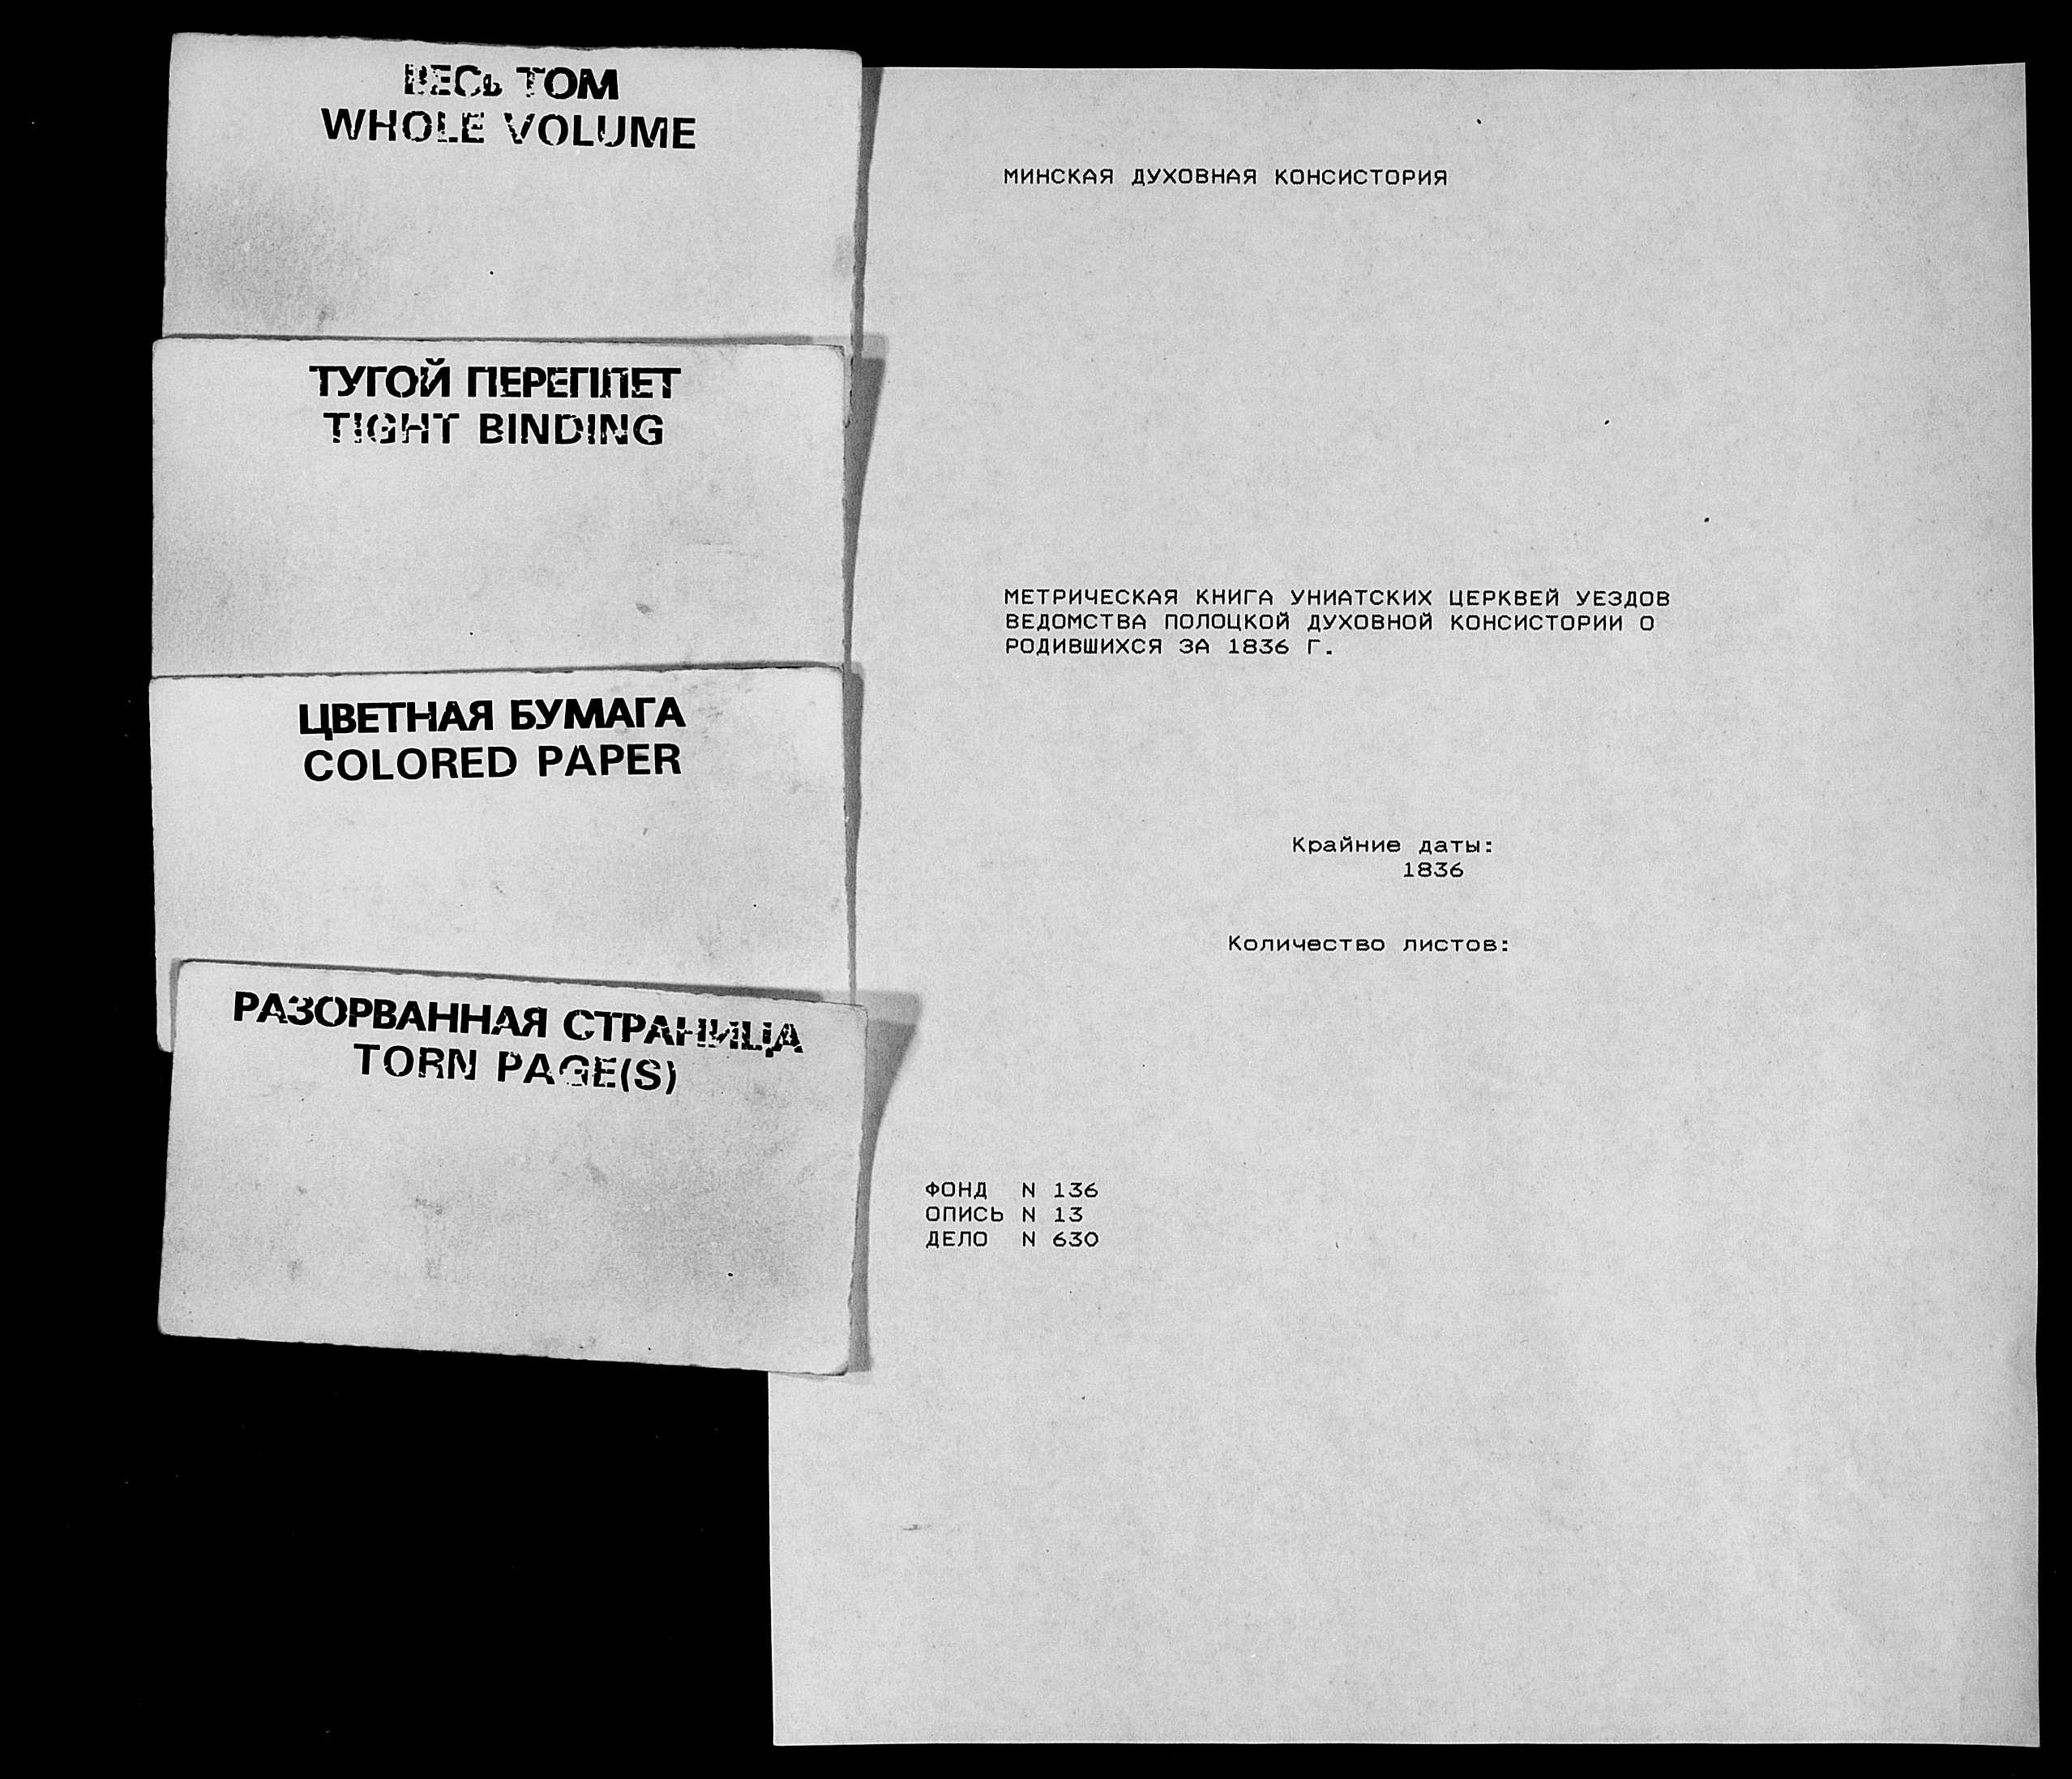 ВЕСЬ ТОМ
WHOLE VOLUME
ТУГОЙ ПЕРЕПЛЕТ
TIGHT BINDING
ЦВЕТНАЯ БУМАГА
COLORED PAPER
РАЗОРВАННАЯ СТРАНИЦА
TORN PAGE(S)
МИНСКАЯ ДУХОВНАЯ КОНСИСТОРИЯ
МЕТРИЧЕСКАЯ КНИГА УНИАТСКИХ ЦЕРКВЕЙ УЕЗДОВ
ВЕДОМСТВА ПОЛОЦКОЙ ДУХОВНОЙ КОНСИСТОРИИ О
РОДИВШИХСЯ ЗА 1836 Г.
Крайние даты:
1836
Количество листов:
ФОНД N 136
ОПИСЬ N 13
ДЕЛО N 630